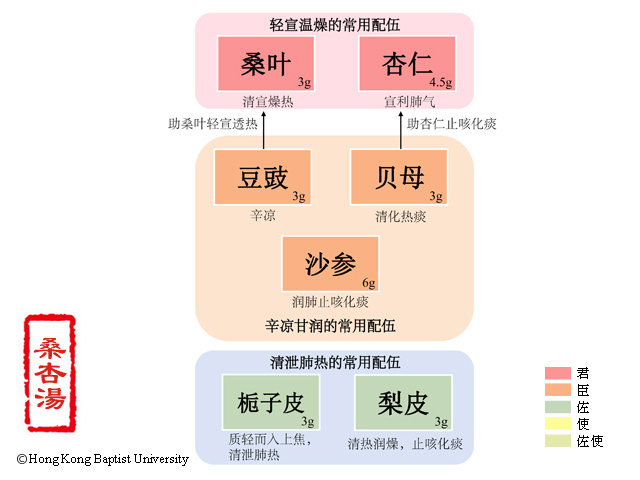 轻宣温燥的常用配伍
桑叶 杏仁
3g 4.5g
清宣燥热 宣利肺气
助桑叶轻宣透热 助杏仁止咳化痰
豆豉 贝母
3g 3g
辛凉 清化热痰
沙参
6g
润肺止咳化痰
辛凉甘润的常用配伍
清泄肺热的常用配伍
栀子皮 梨皮
3g 3g
质轻而入上焦， 清热润燥，止咳化痰
清泄肺热
桑杏湯
君
臣
佐
使
佐使
©Hong Kong Baptist University